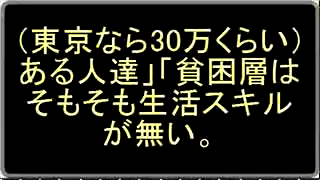 (東京なら30万くらい)
ある人達」「貧困層は
そもそも生活スキル
が無い。